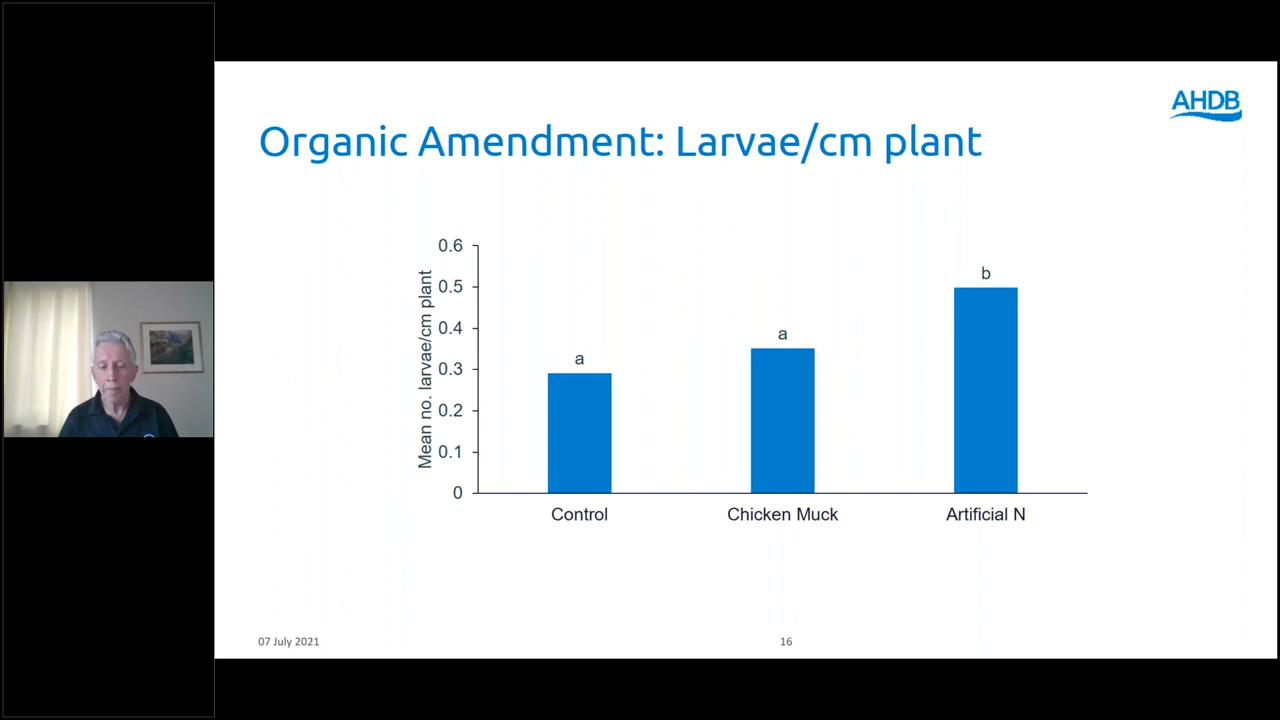 AHDB
Organic Amendment: Larvae/cm plant
Mean no. larvae/cm plant
0.6
0.5
0.4
0.3
0.2
0.1
0
a
a
b
Control
Chicken Muck
Artificial N
07 July 2021
16